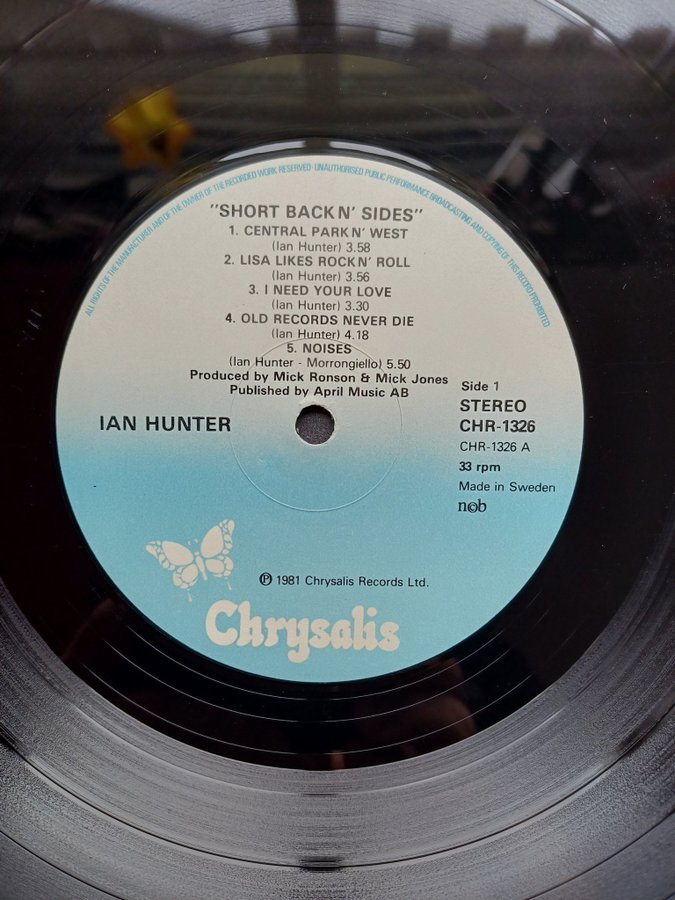 ALL RIGHTS OF THE MANUFACTURER AND OF THE OWNER OF THE RECORDED WORK RESERVED · UNAUTHORISED PUBLIC PERFORMANCE BROADCASTING AND COPYING OF THIS RECORD PROHIBITED
"SHORT BACK N' SIDES"
1. CENTRAL PARK N' WEST
(Ian Hunter) 3.58
2. LISA LIKES ROCK N' ROLL
(Ian Hunter) 3.56
3. I NEED YOUR LOVE
(Ian Hunter) 3.30
4. OLD RECORDS NEVER DIE
(Ian Hunter) 4.18
5. NOISES
(Ian Hunter - Morrongiello) 5.50
Produced by Mick Ronson & Mick Jones
Published by April Music AB
IAN HUNTER
Side 1
STEREO
CHR-1326
CHR-1326 A
33 rpm
Made in Sweden
n©b
℗ 1981 Chrysalis Records Ltd.
Chrysalis